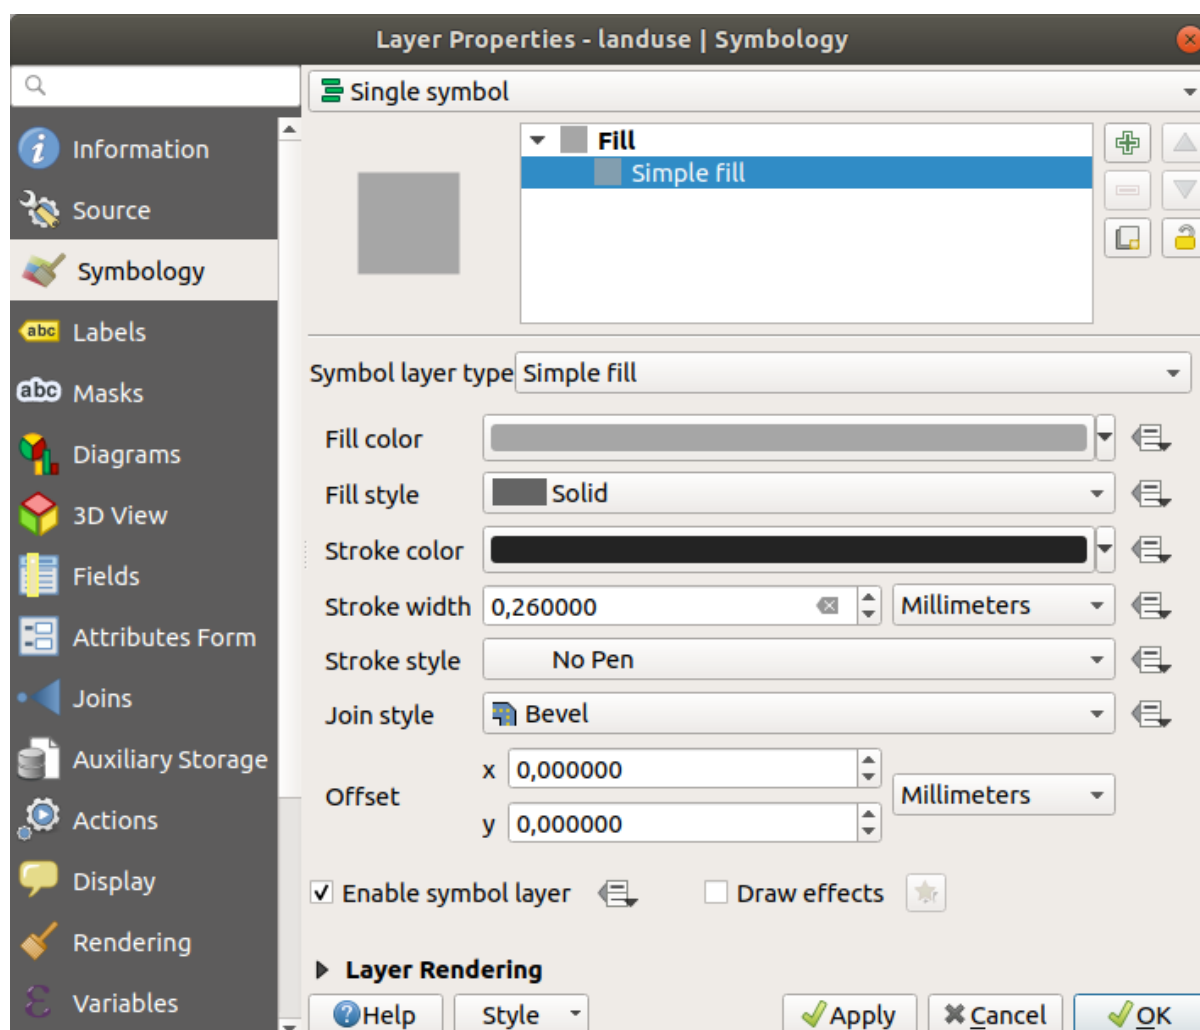 Layer Properties - landuse | Symbology
Information
Source
Symbology
Labels
Masks
Diagrams
3D View
Fields
Attributes Form
Joins
Auxiliary Storage
Actions
Display
Rendering
Variables
Single symbol
Fill
Simple fill
Symbol layer type Simple fill
Fill color
Fill style Solid
Stroke color
Stroke width 0,260000 Millimeters
Stroke style No Pen
Join style Bevel
Offset x 0,000000 Millimeters
y 0,000000
Enable symbol layer Draw effects
Layer Rendering
Help Style Apply Cancel OK
abc
abc